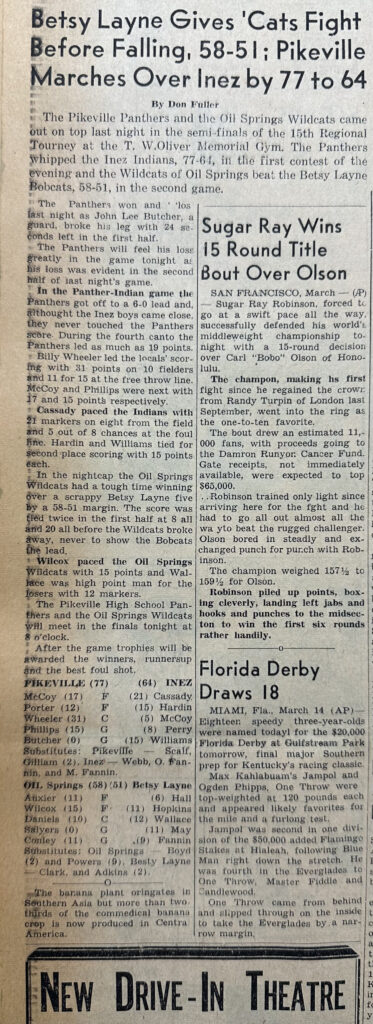 Betsy Layne Gives 'Cats Fight
Before Falling, 58-51; Pikeville
Marches Over Inez by 77 to 64
By Don Fuller
The Pikeville Panthers and the Oil Springs Wildcats came
out on top last night in the semi-finals of the 15th Regional
Tourney at the T. W.Oliver Memorial Gym. The Panthers
whipped the Inez Indians, 77-64, in the first contest of the
evening and the Wildcats of Oil Springs beat the Betsy Layne
Bobcats, 58-51, in the second game.
The Panthers won and 'los
last night as John Lee Butcher, a
guard, broke his leg with 24 sec
onds left in the first half.
The Panthers will feel his loss
greatly in the game tonight as
his loss was evident in the second
half of last night's game.
In the Panther-Indian game the
Panthers got off to a 6-0 lead and,
although the Inez boys came close,
they never touched the Panthers
score During the fourth canto the
Panthers led as much as 19 points.
Billy Wheeler led the locals' scor-
ing with 31 points on 10 fielders
and 11 for 15 at the free throw line.
McCoy and Phillips were next with
17 and 15 points respectively.
Cassady paced the Indians with
21 markers on eight from the field
and 5 out of 8 chances at the foul
line. Hardin and Williams tied for
second place scoring with 15 points
each.
In the nightcap the Oil Springs
Wildcats had a tough time winning
over a scrappy Betsy Layne five
by a 58-51 margin. The score was
tied twice in the first half at 8 all
and 20 all before the Wildcats broke
away, never to show the Bobcats
the lead.
Wilcox paced the Oil Springs
Wildcats with 15 points and Wal-
lace was high point man for the
losers with 12 markers.
The Pikeville High School Pan-
thers and the Oil Springs Wildcats
will meet in the finals tonight at
8 o'clock.
After the game trophies will be
awarded the winners, runnersup
and the best foul shot.
PIKEVILLE (77) (64) INEZ
McCoy (17) F (21) Cassady
Porter (12) F (15) Hardin
Wheeler (31) C (5) McCoy
Phillips (15) G (8) Perry
Butcher (0) G (15) Williams
Substitutes: Pikeville — Scalf,
Gilliam (2). Inez — Webb, O. Fan-
nin, and M. Fannin.
OIL Springs (58) (51) Betsy Layne
Auxier (11) F (6) Hall
Wilcox (15) F (11) Hopkins
Daniels (10) C (12) Wallace
Salyers (0) G (11) May
Conley (11) G (9) Fannin
Substitutes: Oil Springs — Boyd
(2) and Powers (9). Besty Layne
— Clark, and Adkins (2).
The banana plant oringates in
Southern Asia but more than two
thirds of the commedical banana
crop is now produced in Centra
America.
Sugar Ray Wins
15 Round Title
Bout Over Olson
SAN FRANCISCO, March — (AP)
— Sugar Ray Robinson, forced to
go at a swift pace all the way,
successfully defended his world's
middleweight championship to-
night with a 15-round decision
over Carl "Bobo" Olson of Hono-
lulu.
The champon, making hs first
fight since he regained the crown
from Randy Turpin of London last
September, went into the ring as
the one-to-ten favorite.
The bout drew an estimated 11,-
000 fans, with proceeds going to
the Damron Runyon Cancer Fund.
Gate receipts, not immediately
available, were expected to top
$65,000.
..Robinson trained only light since
arriving here for the fght and he
had to go all out almost all the
wa yto beat the rugged challenger.
Olson bored in steadily and ex-
changed punch for punch with Rob-
inson.
The champion weighed 157½ to
159½ for Olson.
Robinson piled up points, box-
ing cleverly, landing left jabs and
hooks and punches to the midsec-
ton to win the first six rounds
rather handily.
Florida Derby
Draws 18
MIAMI, Fla., March 14 (AP)—
Eighteen speedy three-year-olds
were named todayl for the $20,000
Florida Derby at Gulfstream Park
tomorrow, final major Southern
prep for Kentucky's racing classic.
Max Kahlabuam's Jampol and
Ogden Phipps, One Throw were
top-weighted at 120 pounds each
and appeared likely favorites for
the mile and a furlong test.
Jampol was second in one divi-
sion of the $50,000 added Flamingo
Stakes at Hialeah, following Blue
Man right down the stretch. He
was fourth in the Everglades to
One Throw, Master Fiddle and
Candlewood.
One Throw came from behind
and slipped through on the inside
to take the Everglades by a nar-
row margin.
NEW DRIVE-IN THEATRE